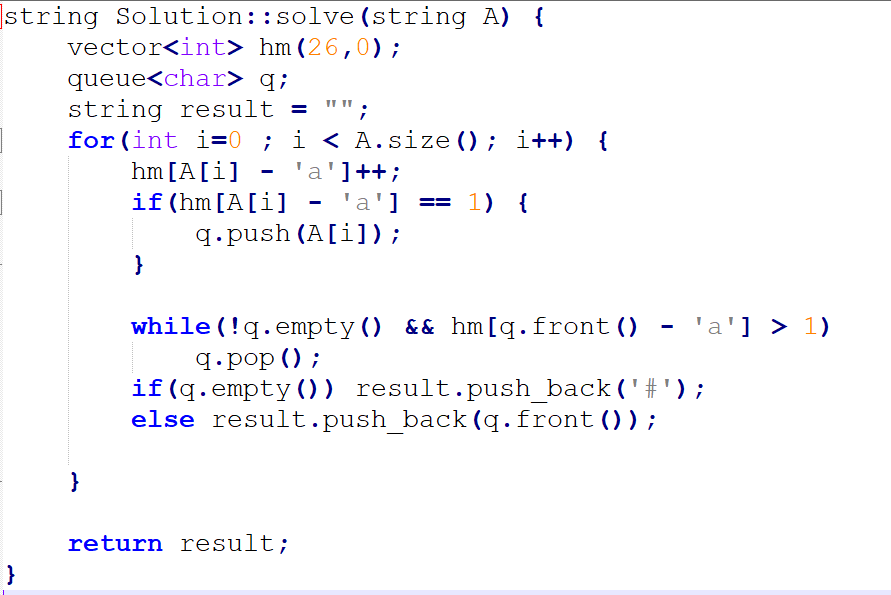 string Solution::solve(string A) {
    vector<int> hm(26,0);
    queue<char> q;
    string result = "";
    for(int i=0 ; i < A.size(); i++) {
        hm[A[i] - 'a']++;
        if(hm[A[i] - 'a'] == 1) {
            q.push(A[i]);
        }

        while(!q.empty() && hm[q.front() - 'a'] > 1)
            q.pop();
        if(q.empty()) result.push_back('#');
        else result.push_back(q.front());

    }

    return result;
}